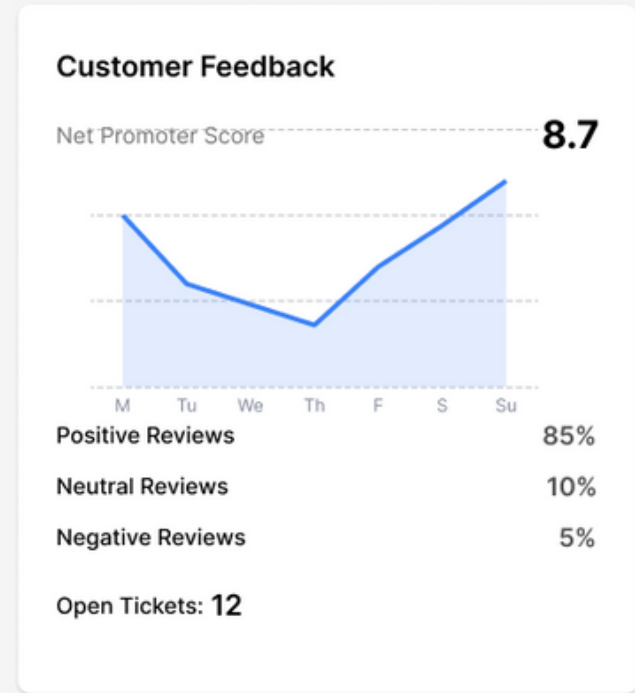 Customer Feedback
Net Promoter Score 8.7
M Tu We Th F S Su
Positive Reviews 85%
Neutral Reviews 10%
Negative Reviews 5%
Open Tickets: 12